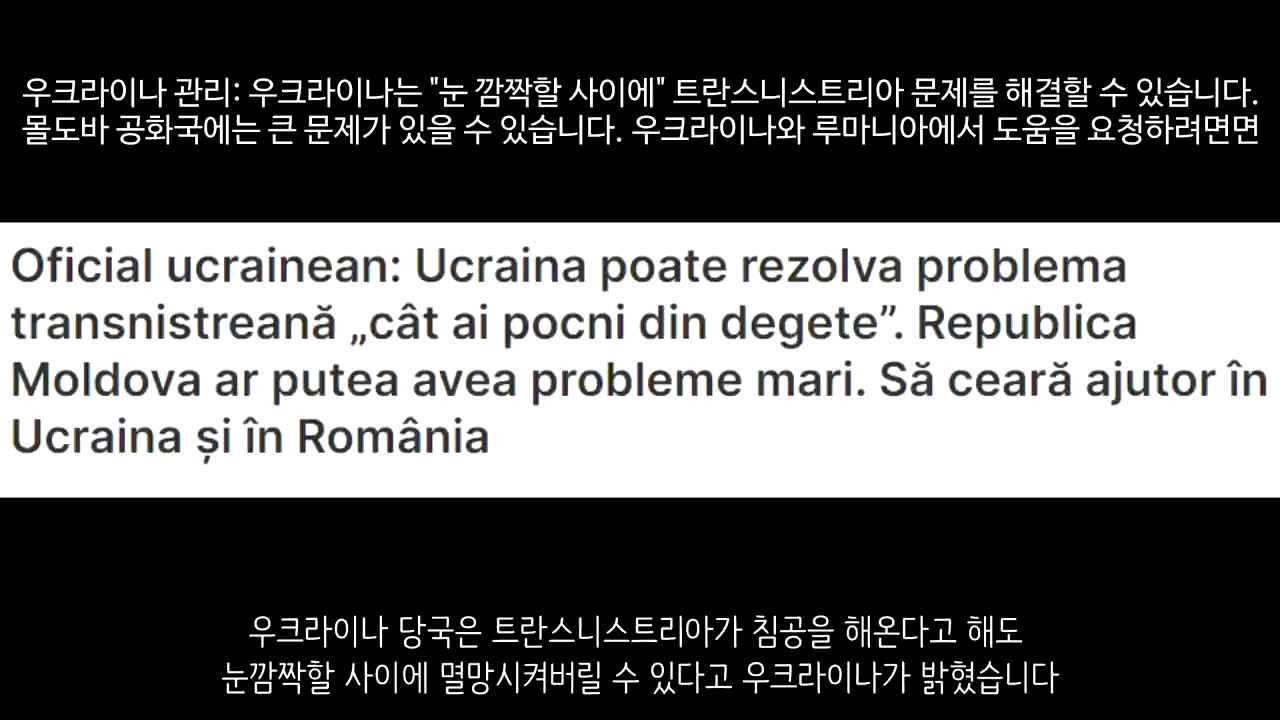 우크라이나 관리: 우크라이나는 "눈 깜짝할 사이에" 트란스니스트리아 문제를 해결할 수 있습니다.
몰도바 공화국에는 큰 문제가 있을 수 있습니다. 우크라이나와 루마니아에서 도움을 요청하려면면
Oficial ucrainean: Ucraina poate rezolva problema
transnistreană „cât ai pocni din degete”. Republica
Moldova ar putea avea probleme mari. Să ceară ajutor în
Ucraina și în România
우크라이나 당국은 트란스니스트리아가 침공을 해온다고 해도
눈깜짝할 사이에 멸망시켜버릴 수 있다고 우크라이나가 밝혔습니다